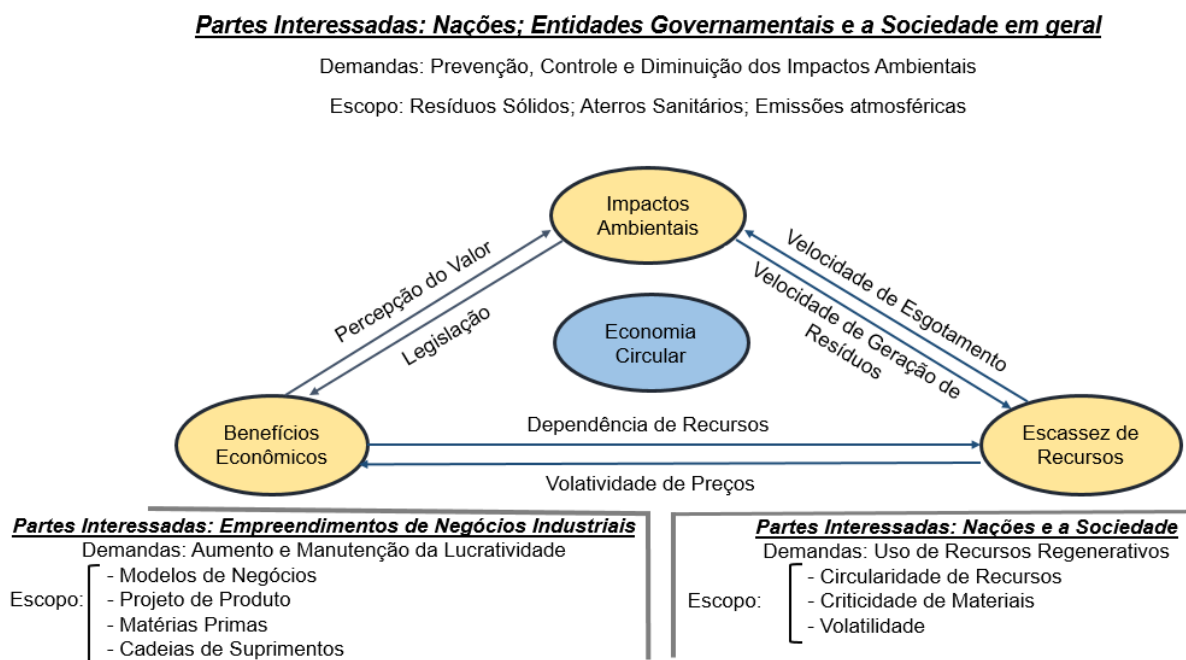 Partes Interessadas: Nações; Entidades Governamentais e a Sociedade em geral
Demandas: Prevenção, Controle e Diminuição dos Impactos Ambientais
Escopo: Resíduos Sólidos; Aterros Sanitários; Emissões atmosféricas
Impactos
Ambientais
Percepção do Valor
Legislação
Velocidade de Esgotamento
Velocidade de Geração de
Resíduos
Economia
Circular
Benefícios
Econômicos
Dependência de Recursos
Volatividade de Preços
Escassez de
Recursos
Partes Interessadas: Empreendimentos de Negócios Industriais
Demandas: Aumento e Manutenção da Lucratividade
Escopo:
- Modelos de Negócios
- Projeto de Produto
- Matérias Primas
- Cadeias de Suprimentos
Partes Interessadas: Nações e a Sociedade
Demandas: Uso de Recursos Regenerativos
Escopo:
- Circularidade de Recursos
- Criticidade de Materiais
- Volatilidade